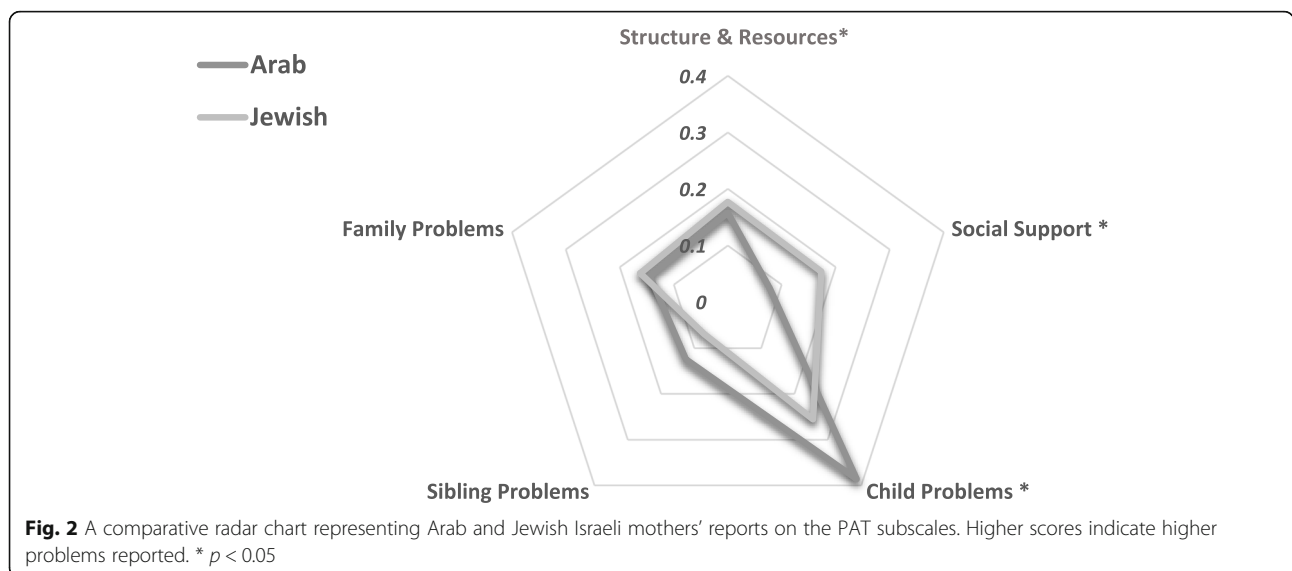 Structure & Resources*
Arab
Jewish
0.4
0.3
0.2
0.1
0
Family Problems
Social Support *
Sibling Problems
Child Problems *
Fig. 2 A comparative radar chart representing Arab and Jewish Israeli mothers’ reports on the PAT subscales. Higher scores indicate higher
problems reported. * p < 0.05